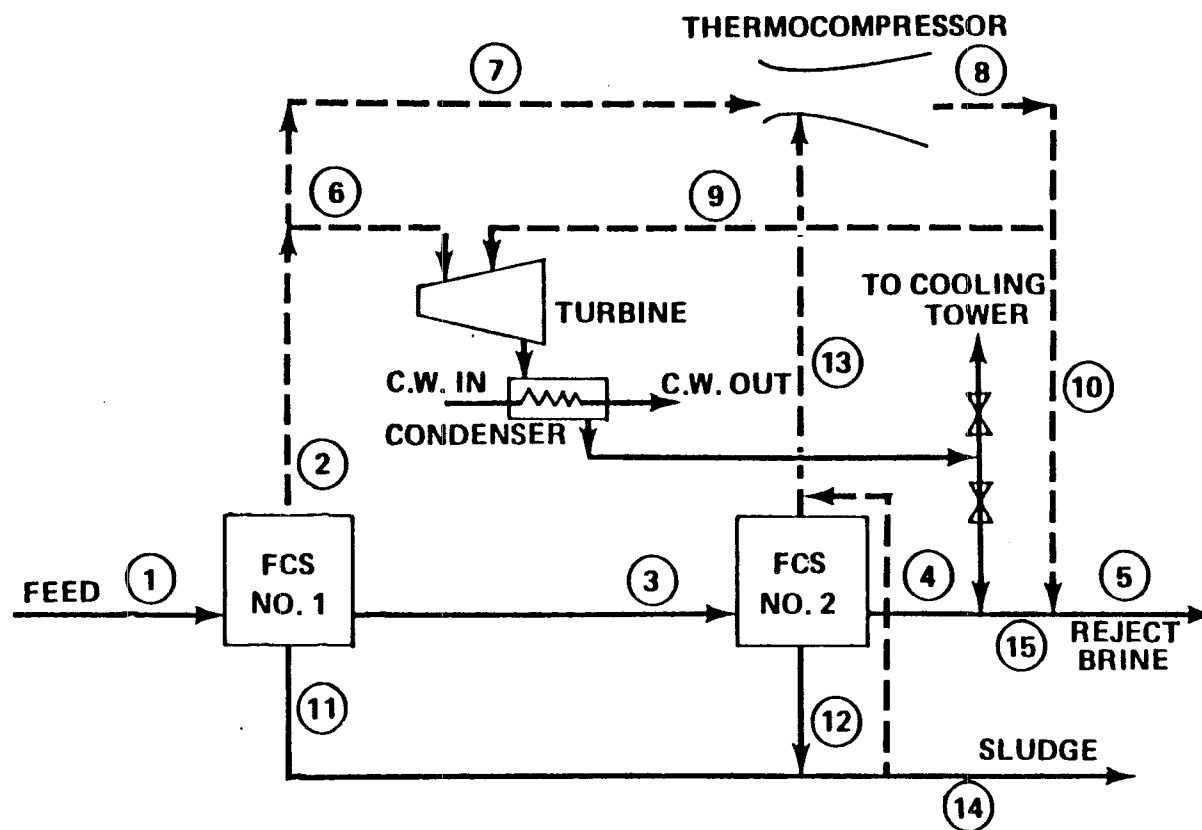 THERMOCOMPRESSOR
7
8
6
9
TO COOLING
TOWER
TURBINE
13
10
C.W. IN
C.W. OUT
CONDENSER
2
FCS
NO. 1
FCS
NO. 2
1
3
4
5
FEED
15
REJECT
BRINE
11
12
SLUDGE
14